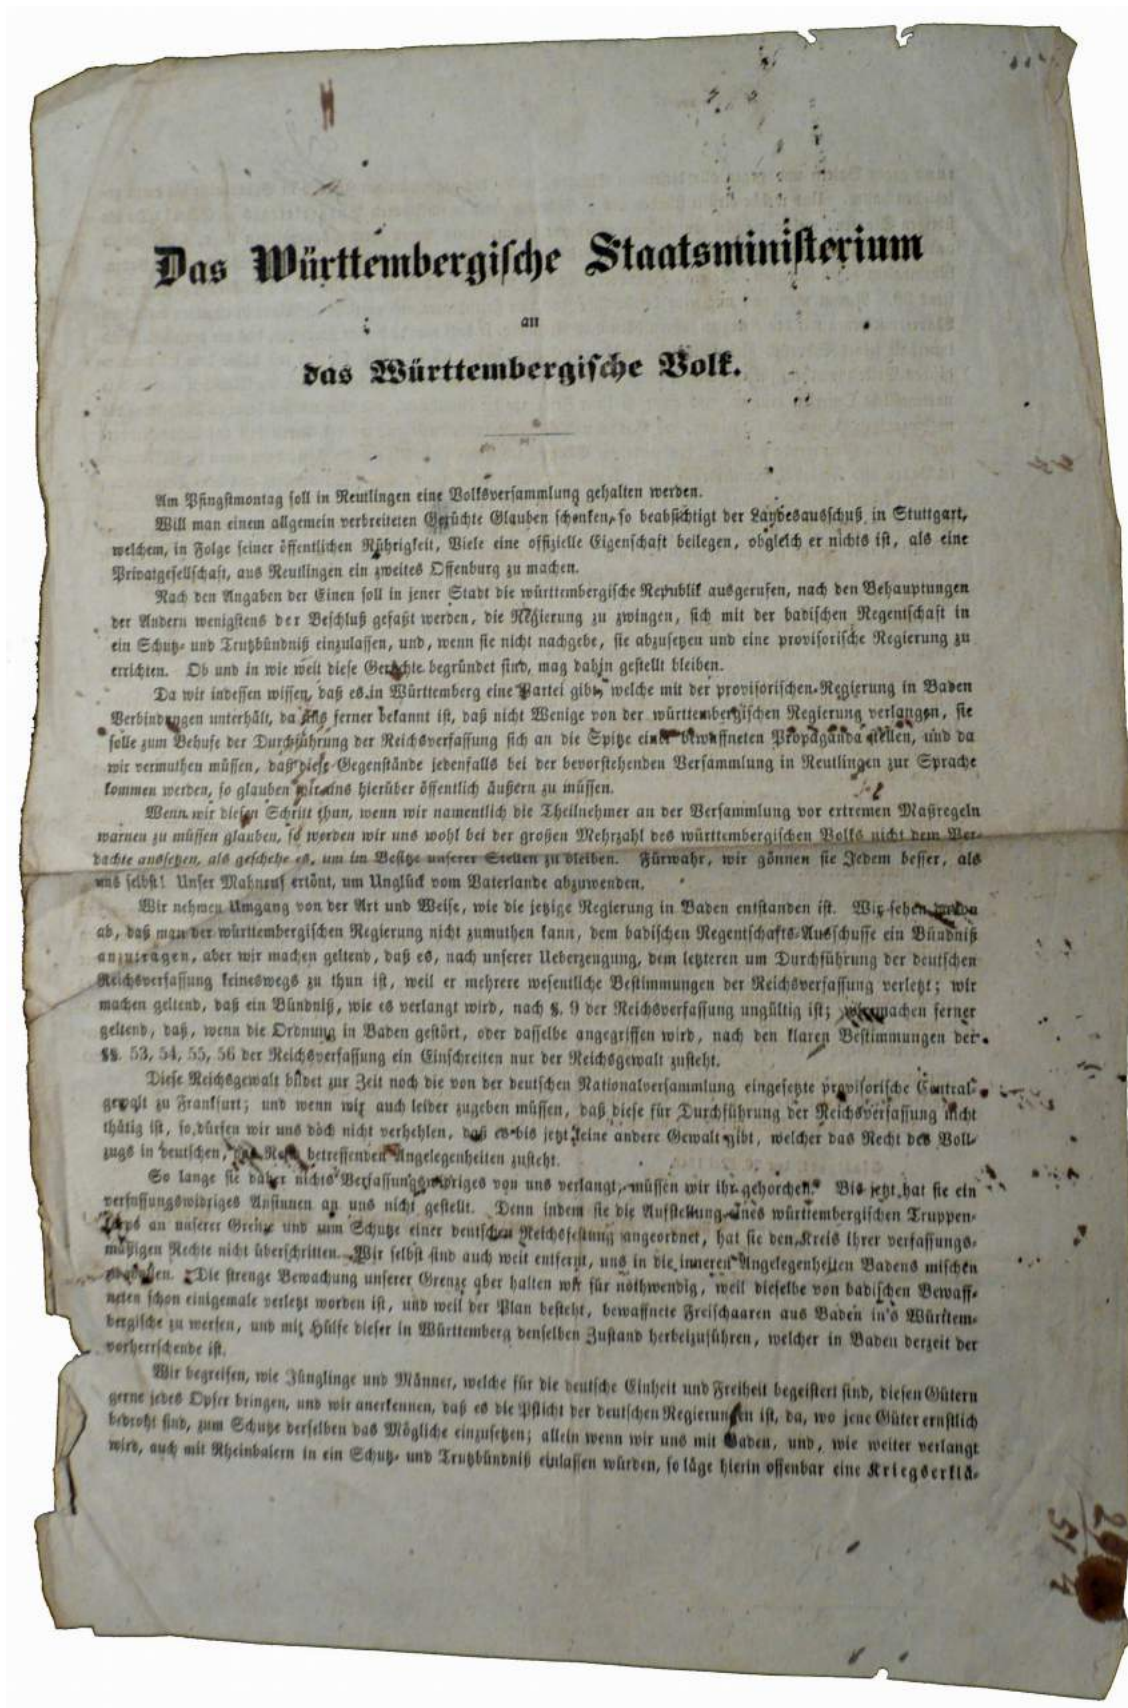 Das Württembergische Staatsministerium
an
das Württembergische Volk.
Am Pfingstmontag soll in Reutlingen eine Volksversammlung gehalten werden.
Will man einem allgemein verbreiteten Gerüchte Glauben schenken, so beabsichtigt der Landesausschuß in Stuttgart,
welchem, in Folge seiner öffentlichen Rührigkeit, Viele eine offizielle Eigenschaft beilegen, obgleich er nichts ist, als eine
Privatgesellschaft, aus Reutlingen ein zweites Offenburg zu machen.
Nach den Angaben der Einen soll in jener Stadt die württembergische Republik ausgerufen, nach den Behauptungen
der Andern wenigstens der Beschluß gefaßt werden, die Regierung zu zwingen, sich mit der badischen Regentschaft in
ein Schutz- und Trutzbündniß einzulassen, und, wenn sie nicht nachgebe, sie abzusetzen und eine provisorische Regierung zu
errichten. Ob und in wie weit diese Gerüchte begründet sind, mag dahin gestellt bleiben.
Da wir indessen wissen, daß es in Württemberg eine Partei gibt, welche mit der provisorischen Regierung in Baden
Verbindungen unterhält, da uns ferner bekannt ist, daß nicht Wenige von der württembergischen Regierung verlangen, sie
solle zum Behufe der Durchführung der Reichsverfassung sich an die Spitze einer bewaffneten Propaganda stellen, und da
wir vermuthen müssen, daß diese Gegenstände jedenfalls bei der bevorstehenden Versammlung in Reutlingen zur Sprache
kommen werden, so glauben wir uns hierüber öffentlich äußern zu müssen.
Wenn wir diesen Schritt thun, wenn wir namentlich die Theilnehmer an der Versammlung vor extremen Maßregeln
warnen zu müssen glauben, so werden wir uns wohl bei der großen Mehrzahl des württembergischen Volks nicht dem Ver-
dachte aussetzen, als geschehe es, um im Besitze unserer Stellen zu bleiben. Fürwahr, wir gönnen sie Jedem besser, als
uns selbst! Unser Mahnruf ertönt, um Unglück vom Vaterlande abzuwenden.
Wir nehmen Umgang von der Art und Weise, wie die jetzige Regierung in Baden entstanden ist. Wir sehen davon
ab, daß man der württembergischen Regierung nicht zumuthen kann, dem badischen Regentschafts-Ausschusse ein Bündniß
anzutragen, aber wir machen geltend, daß es, nach unserer Ueberzeugung, dem letzteren um Durchführung der deutschen
Reichsverfassung keineswegs zu thun ist, weil er mehrere wesentliche Bestimmungen der Reichsverfassung verletzt; wir
machen geltend, daß ein Bündniß, wie es verlangt wird, nach §. 9 der Reichsverfassung ungültig ist; wir machen ferner
geltend, daß, wenn die Ordnung in Baden gestört, oder dasselbe angegriffen wird, nach den klaren Bestimmungen der
§§. 53, 54, 55, 56 der Reichsverfassung ein Einschreiten nur der Reichsgewalt zusteht.
Diese Reichsgewalt bildet zur Zeit noch die von der deutschen Nationalversammlung eingesetzte provisorische Central-
gewalt zu Frankfurt; und wenn wir auch leider zugeben müssen, daß diese für Durchführung der Reichsverfassung nicht
thätig ist, so dürfen wir uns doch nicht verhehlen, daß es bis jetzt keine andere Gewalt gibt, welcher das Recht des Voll-
zugs in deutschen, das Reich betreffenden Angelegenheiten zusteht.
So lange sie daher nichts Verfassungswidriges von uns verlangt, müssen wir ihr gehorchen. Bis jetzt hat sie ein
verfassungswidriges Ansinnen an uns nicht gestellt. Denn indem sie die Aufstellung eines württembergischen Truppen-
Corps an unserer Grenze und zum Schutze einer deutschen Reichsfestung angeordnet, hat sie den Kreis ihrer verfassungs-
mäßigen Rechte nicht überschritten. Wir selbst sind auch weit entfernt, uns in die inneren Angelegenheiten Badens mischen
zu wollen. Die strenge Bewachung unserer Grenze aber halten wir für nothwendig, weil dieselbe von badischen Bewaff-
neten schon einigemale verletzt worden ist, und weil der Plan besteht, bewaffnete Freischaaren aus Baden in's Württem-
bergische zu werfen, und mit Hülfe dieser in Württemberg denselben Zustand herbeizuführen, welcher in Baden derzeit der
vorherrschende ist.
Wir begreifen, wie Jünglinge und Männer, welche für die deutsche Einheit und Freiheit begeistert sind, diesen Gütern
gerne jedes Opfer bringen, und wir anerkennen, daß es die Pflicht der deutschen Regierungen ist, da, wo jene Güter ernstlich
bedroht sind, zum Schutze derselben das Mögliche einzusetzen; allein wenn wir uns mit Baden, und, wie weiter verlangt
wird, auch mit Rheinbaiern in ein Schutz- und Trutzbündniß einlassen würden, so läge hierin offenbar eine Kriegserklä-